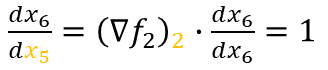 dx₆/dx₅ = (∇f₂)₂ · dx₆/dx₆ = 1